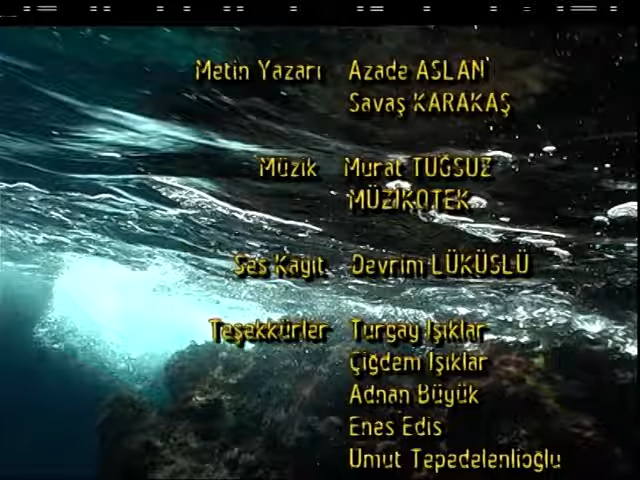 Metin Yazarı Azade ASLAN
Savaş KARAKAŞ
Müzik Murat TUĞSUZ
MÜZİKOTEK
Ses Kayıt Devrim LÜKÜSLÜ
Teşekkürler Turgay Işıklar
Çiğdem Işıklar
Adnan Büyük
Enes Edis
Umut Tepedelenlioğlu